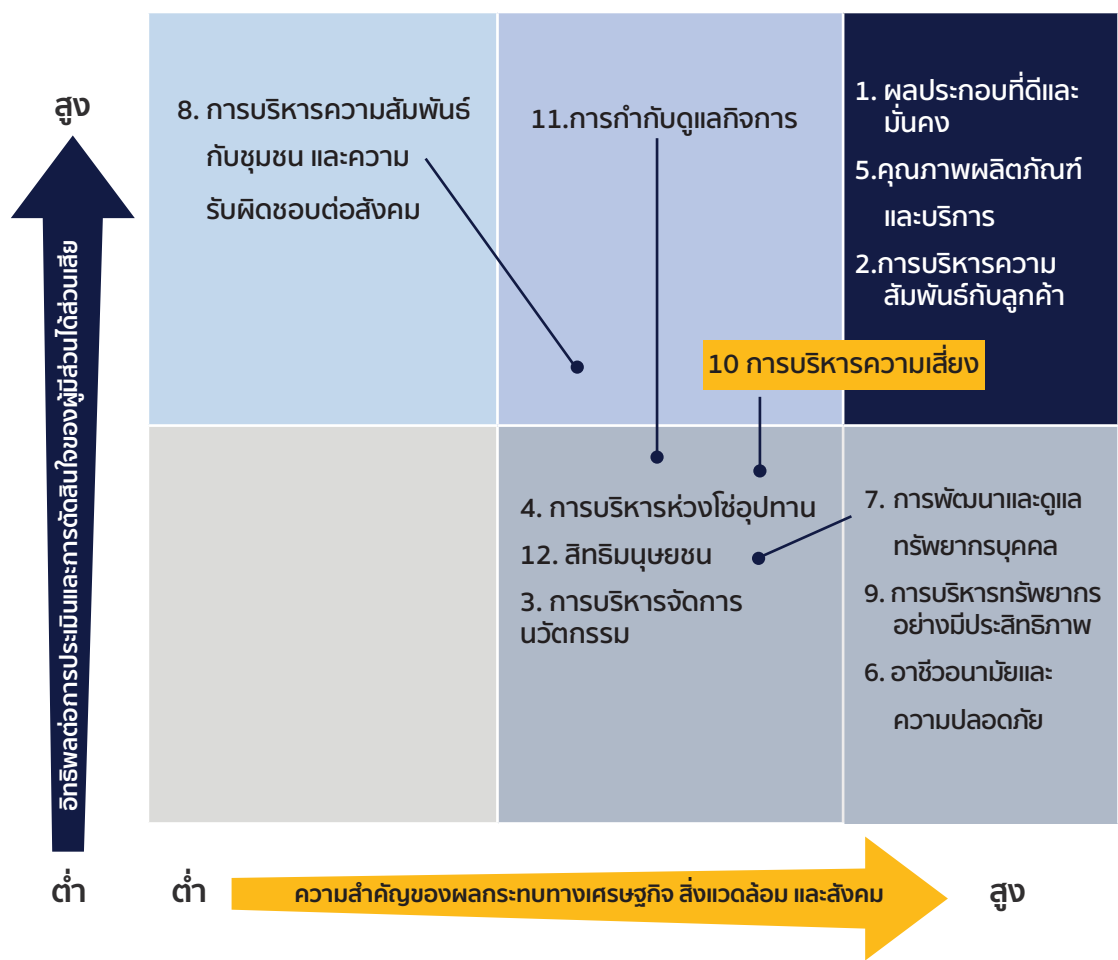 สูง
อิทธิพลต่อการประเมินและการตัดสินใจของผู้มีส่วนได้ส่วนเสีย
ต่ำ
8. การบริหารความสัมพันธ์
กับชุมชน และความ
รับผิดชอบต่อสังคม
11.การกำกับดูแลกิจการ
1. ผลประกอบที่ดีและ
มั่นคง
5.คุณภาพผลิตภัณฑ์
และบริการ
2.การบริหารความ
สัมพันธ์กับลูกค้า
10 การบริหารความเสี่ยง
4. การบริหารห่วงโซ่อุปทาน
12. สิทธิมนุษยชน
3. การบริหารจัดการ
นวัตกรรม
7. การพัฒนาและดูแล
ทรัพยากรบุคคล
9. การบริหารทรัพยากร
อย่างมีประสิทธิภาพ
6. อาชีวอนามัยและ
ความปลอดภัย
ต่ำ
ความสำคัญของผลกระทบทางเศรษฐกิจ สิ่งแวดล้อม และสังคม
สูง